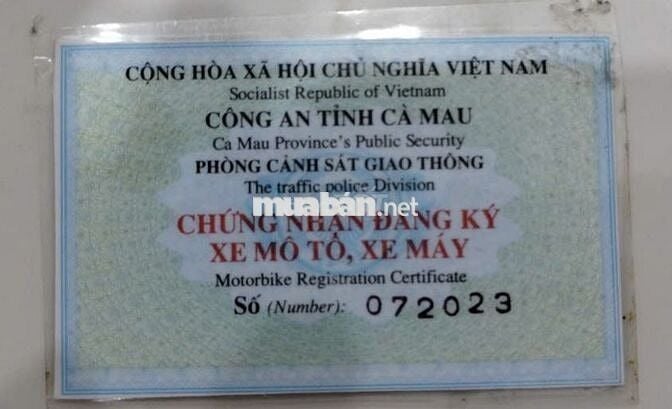 CỘNG HÒA XÃ HỘI CHỦ NGHĨA VIỆT NAM
Socialist Republic of Vietnam
CÔNG AN TỈNH CÀ MAU
Ca Mau Province's Public Security
PHÒNG CẢNH SÁT GIAO THÔNG
The traffic police Division
muaban.net
CHỨNG NHẬN ĐĂNG KÝ
XE MÔ TÔ, XE MÁY
Motorbike Registration Certificate
Số (Number): 072023